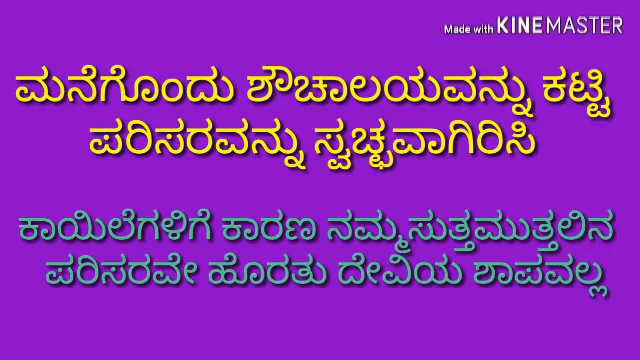 Made with KINEMASTER
ಮನೆಗೊಂದು ಶೌಚಾಲಯವನ್ನು ಕಟ್ಟಿ
ಪರಿಸರವನ್ನು ಸ್ವಚ್ಛವಾಗಿರಿಸಿ
ಕಾಯಿಲೆಗಳಿಗೆ ಕಾರಣ ನಮ್ಮಸುತ್ತಮುತ್ತಲಿನ
ಪರಿಸರವೇ ಹೊರತು ದೇವಿಯ ಶಾಪವಲ್ಲ